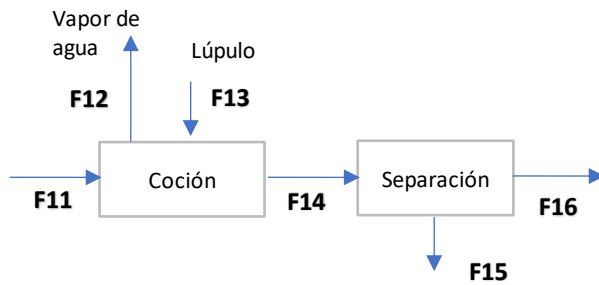 Vapor de
agua
Lúpulo
F12
F13
Coción
Separación
F11
F14
F16
F15